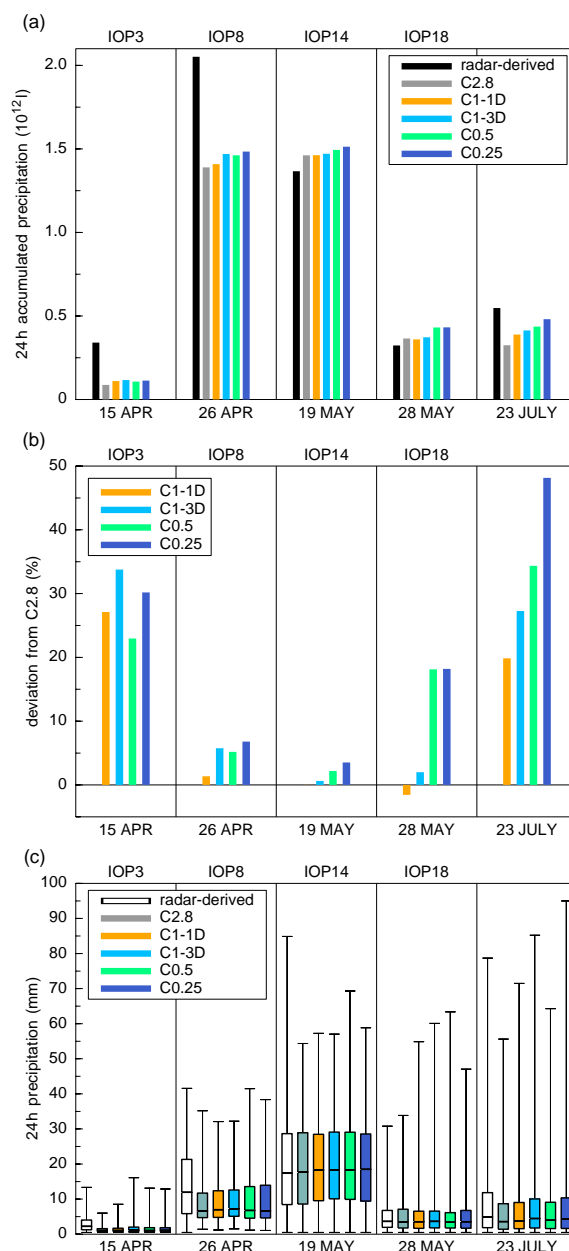 (a)
IOP3 IOP8 IOP14 IOP18
2.0
1.5
1.0
0.5
0
24h accumulated precipitation (10¹²l)
radar-derived
C2.8
C1-1D
C1-3D
C0.5
C0.25
15 APR 26 APR 19 MAY 28 MAY 23 JULY
(b)
IOP3 IOP8 IOP14 IOP18
50
40
30
20
10
0
deviation from C2.8 (%)
C1-1D
C1-3D
C0.5
C0.25
15 APR 26 APR 19 MAY 28 MAY 23 JULY
(c)
IOP3 IOP8 IOP14 IOP18
100
90
80
70
60
50
40
30
20
10
0
24h precipitation (mm)
radar-derived
C2.8
C1-1D
C1-3D
C0.5
C0.25
15 APR 26 APR 19 MAY 28 MAY 23 JULY